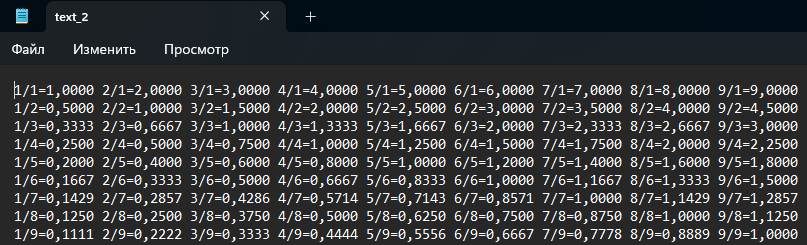 text_2
Файл Изменить Просмотр
1/1=1,0000 2/1=2,0000 3/1=3,0000 4/1=4,0000 5/1=5,0000 6/1=6,0000 7/1=7,0000 8/1=8,0000 9/1=9,0000
1/2=0,5000 2/2=1,0000 3/2=1,5000 4/2=2,0000 5/2=2,5000 6/2=3,0000 7/2=3,5000 8/2=4,0000 9/2=4,5000
1/3=0,3333 2/3=0,6667 3/3=1,0000 4/3=1,3333 5/3=1,6667 6/3=2,0000 7/3=2,3333 8/3=2,6667 9/3=3,0000
1/4=0,2500 2/4=0,5000 3/4=0,7500 4/4=1,0000 5/4=1,2500 6/4=1,5000 7/4=1,7500 8/4=2,0000 9/4=2,2500
1/5=0,2000 2/5=0,4000 3/5=0,6000 4/5=0,8000 5/5=1,0000 6/5=1,2000 7/5=1,4000 8/5=1,6000 9/5=1,8000
1/6=0,1667 2/6=0,3333 3/6=0,5000 4/6=0,6667 5/6=0,8333 6/6=1,0000 7/6=1,1667 8/6=1,3333 9/6=1,5000
1/7=0,1429 2/7=0,2857 3/7=0,4286 4/7=0,5714 5/7=0,7143 6/7=0,8571 7/7=1,0000 8/7=1,1429 9/7=1,2857
1/8=0,1250 2/8=0,2500 3/8=0,3750 4/8=0,5000 5/8=0,6250 6/8=0,7500 7/8=0,8750 8/8=1,0000 9/8=1,1250
1/9=0,1111 2/9=0,2222 3/9=0,3333 4/9=0,4444 5/9=0,5556 6/9=0,6667 7/9=0,7778 8/9=0,8889 9/9=1,0000